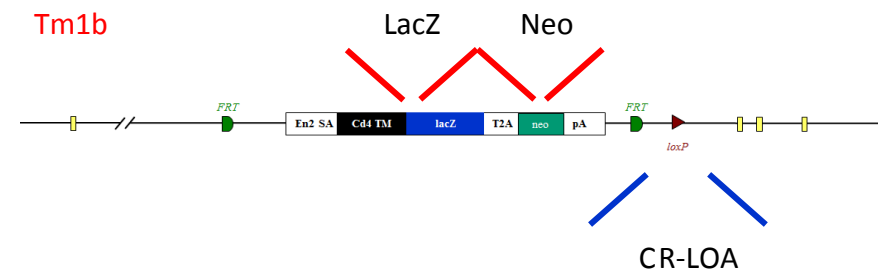 Tm1b
LacZ
Neo
FRT
FRT
En2 SA
Cd4 TM
lacZ
T2A
neo
pA
loxP
CR-LOA